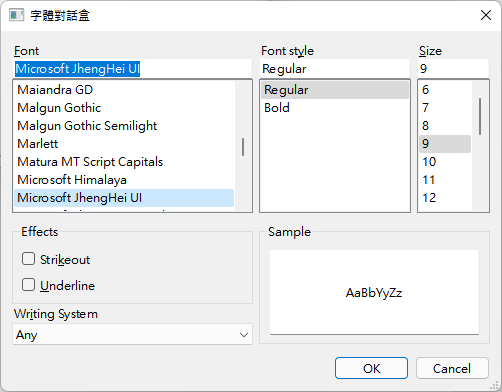 字體對話盒
Font
Font style
Size
Microsoft JhengHei UI
Regular
9
Maiandra GD
Malgun Gothic
Malgun Gothic Semilight
Marlett
Matura MT Script Capitals
Microsoft Himalaya
Microsoft JhengHei UI
Regular
Bold
6
7
8
9
10
11
12
Effects
Strikeout
Underline
Sample
AaBbYyZz
Writing System
Any
OK
Cancel